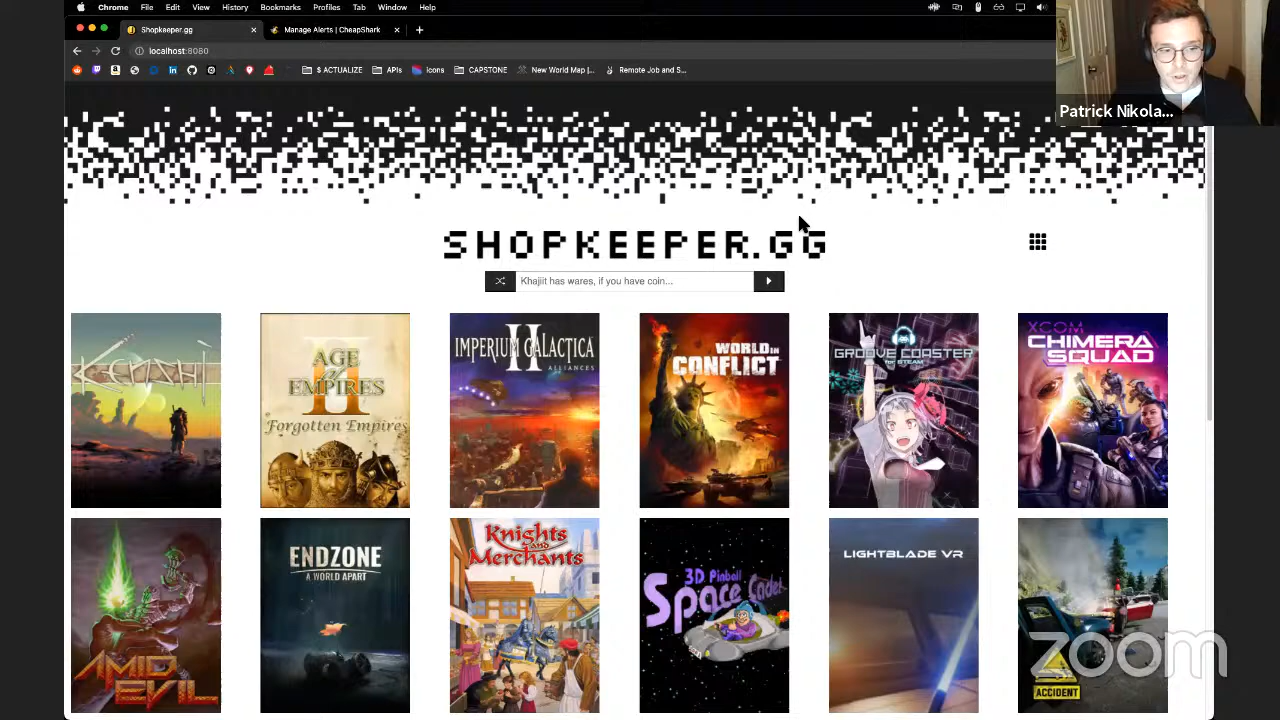 Chrome File Edit View History Bookmarks Profiles Tab Window Help
Shopkeeper.gg
Manage Alerts | CheapShark
localhost:8080
$ ACTUALIZE
APIs
icons
CAPSTONE
New World Map |...
Remote Job and S...
Patrick Nikola...
SHOPKEEPER.GG
Khajiit has wares, if you have coin...
KENSHI
AGE of EMPIRES II
Forgotten Empires
IMPERIUM GALACTICA II
ALLIANCES
WORLD IN CONFLICT
GROOVE COASTER
for STEAM
XCOM
CHIMERA SQUAD
AMID EVIL
ENDZONE
A WORLD APART
Knights and Merchants
3D Pinball
Space Cadet
LIGHTBLADE VR
ACCIDENT
zoom